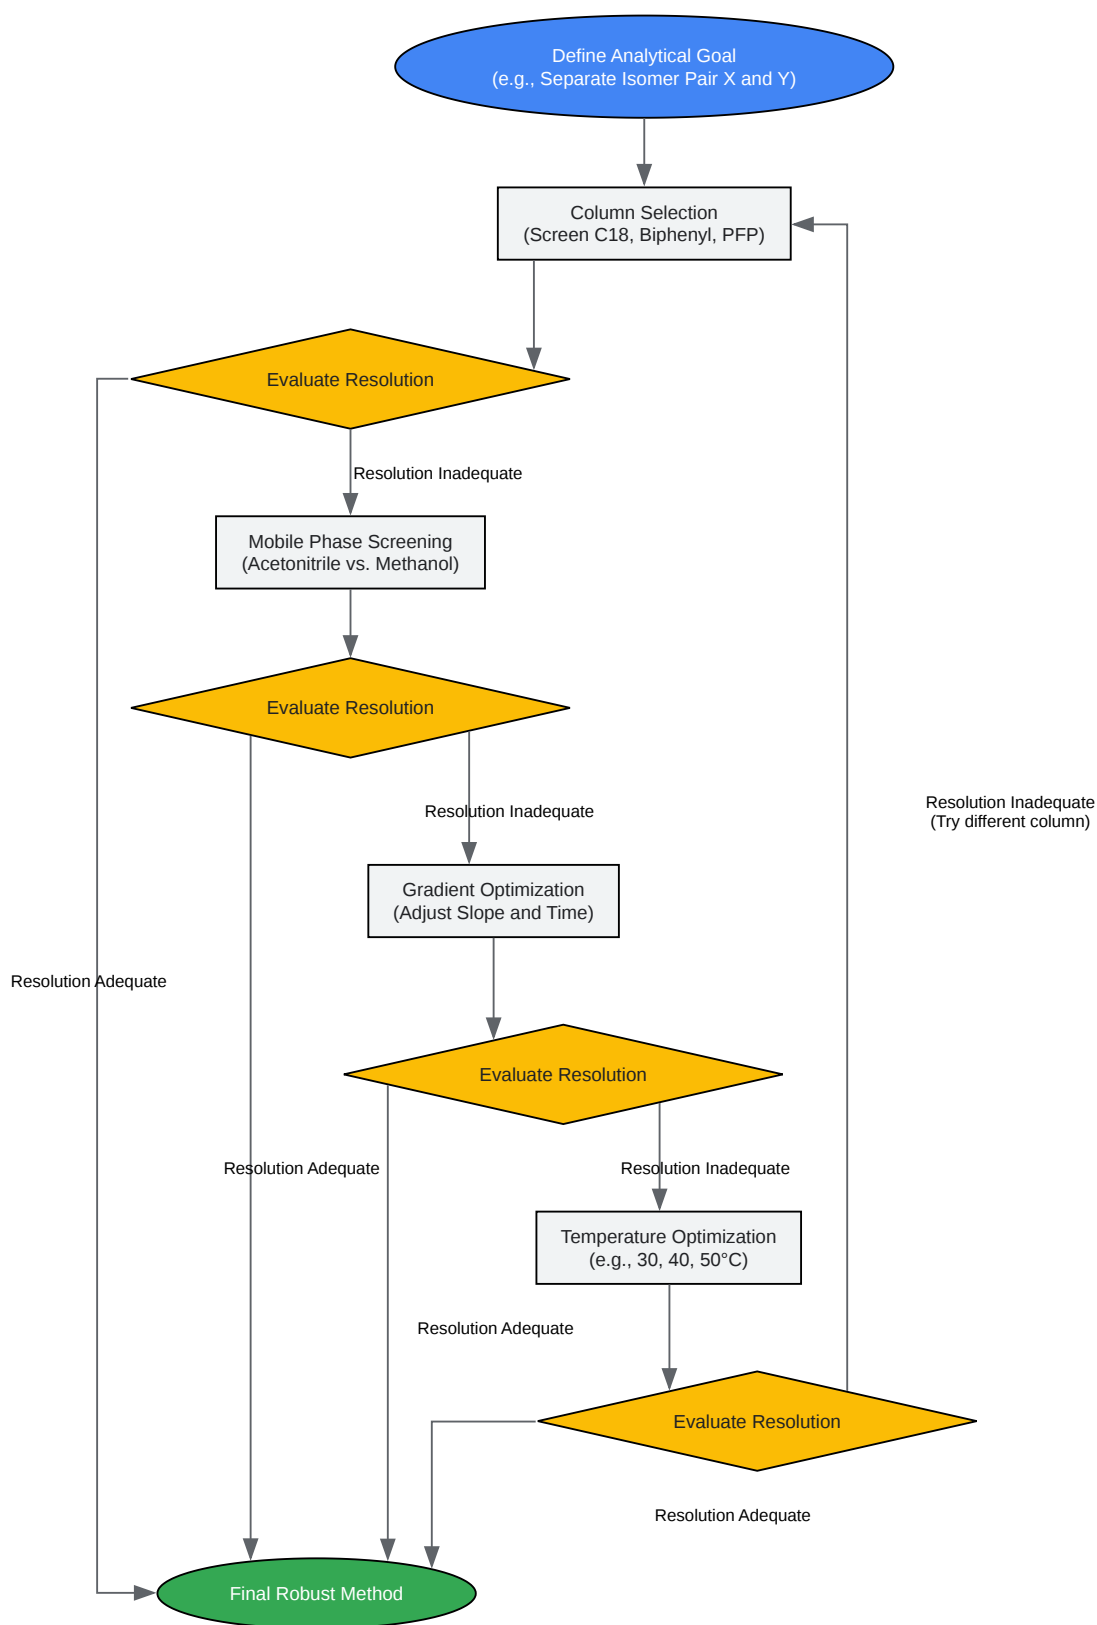 Define Analytical Goal
(e.g., Separate Isomer Pair X and Y)
Column Selection
(Screen C18, Biphenyl, PFP)
Evaluate Resolution
Resolution Inadequate
Mobile Phase Screening
(Acetonitrile vs. Methanol)
Evaluate Resolution
Resolution Inadequate
(Try different column)
Resolution Inadequate
Gradient Optimization
(Adjust Slope and Time)
Resolution Adequate
Evaluate Resolution
Resolution Adequate
Resolution Inadequate
Temperature Optimization
(e.g., 30, 40, 50°C)
Resolution Adequate
Evaluate Resolution
Resolution Adequate
Final Robust Method